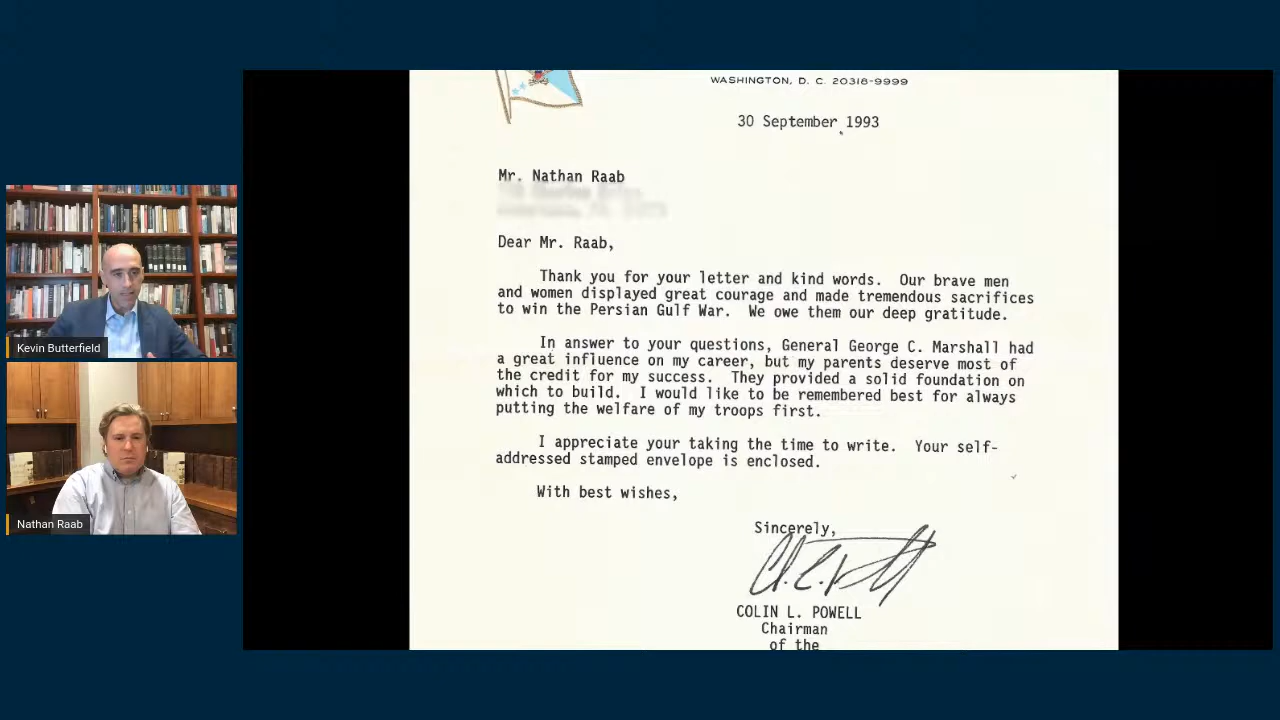 WASHINGTON, D. C. 20318-9999
30 September 1993
Mr. Nathan Raab
Dear Mr. Raab,
Thank you for your letter and kind words. Our brave men
and women displayed great courage and made tremendous sacrifices
to win the Persian Gulf War. We owe them our deep gratitude.
In answer to your questions, General George C. Marshall had
a great influence on my career, but my parents deserve most of
the credit for my success. They provided a solid foundation on
which to build. I would like to be remembered best for always
putting the welfare of my troops first.
I appreciate your taking the time to write. Your self-
addressed stamped envelope is enclosed.
With best wishes,
Sincerely,
COLIN L. POWELL
Chairman
of the
Kevin Butterfield
Nathan Raab